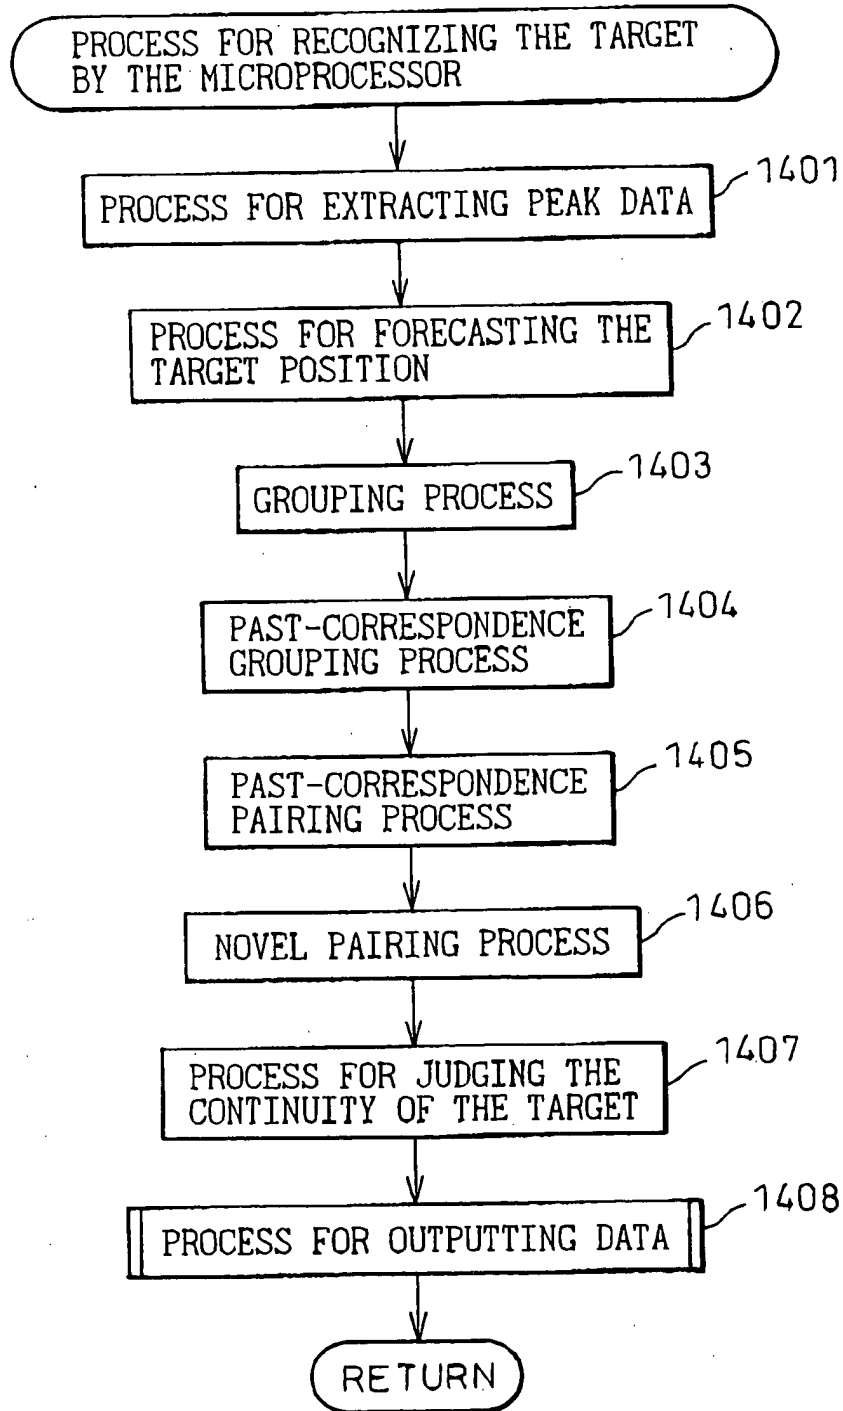 PROCESS FOR RECOGNIZING THE TARGET
BY THE MICROPROCESSOR
1401
PROCESS FOR EXTRACTING PEAK DATA
1402
PROCESS FOR FORECASTING THE
TARGET POSITION
1403
GROUPING PROCESS
1404
PAST-CORRESPONDENCE
GROUPING PROCESS
1405
PAST-CORRESPONDENCE
PAIRING PROCESS
1406
NOVEL PAIRING PROCESS
1407
PROCESS FOR JUDGING THE
CONTINUITY OF THE TARGET
1408
PROCESS FOR OUTPUTTING DATA
RETURN